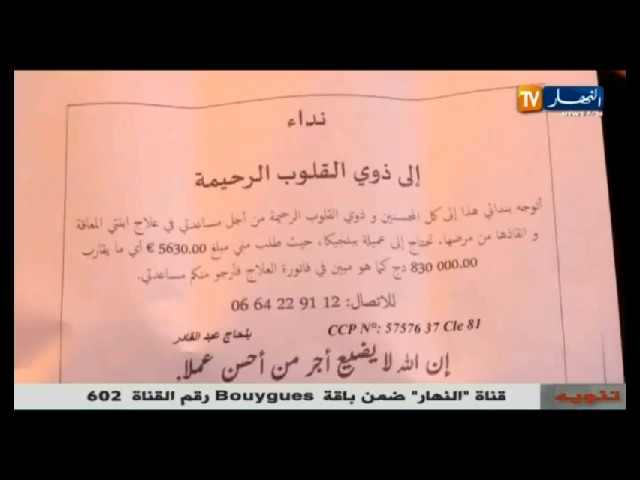 النهار TV
NEWS 7/24
نداء
إلى ذوي القلوب الرحيمة
أتوجه بندائي هذا إلى كل المحسنين و ذوي القلوب الرحيمة من أجل مساعدتي في علاج ابنتي المعاقة
و انقاذها من مرضها. تحتاج إلى عميلة ببلجيكا، حيث طلب مني مبلغ 5630.00 € أي ما يقارب
830 000.00 دج كما هو مبين في فاتورة العلاج فأرجو منكم مساعدتي.
للاتصال: 06 64 22 91 12
CCP N°: 57576 37 Cle 81 بلحاج عبد القادر
إن الله لا يضيع أجر من أحسن عملا.
تنويه قناة "النهار" ضمن باقة Bouygues رقم القناة 602